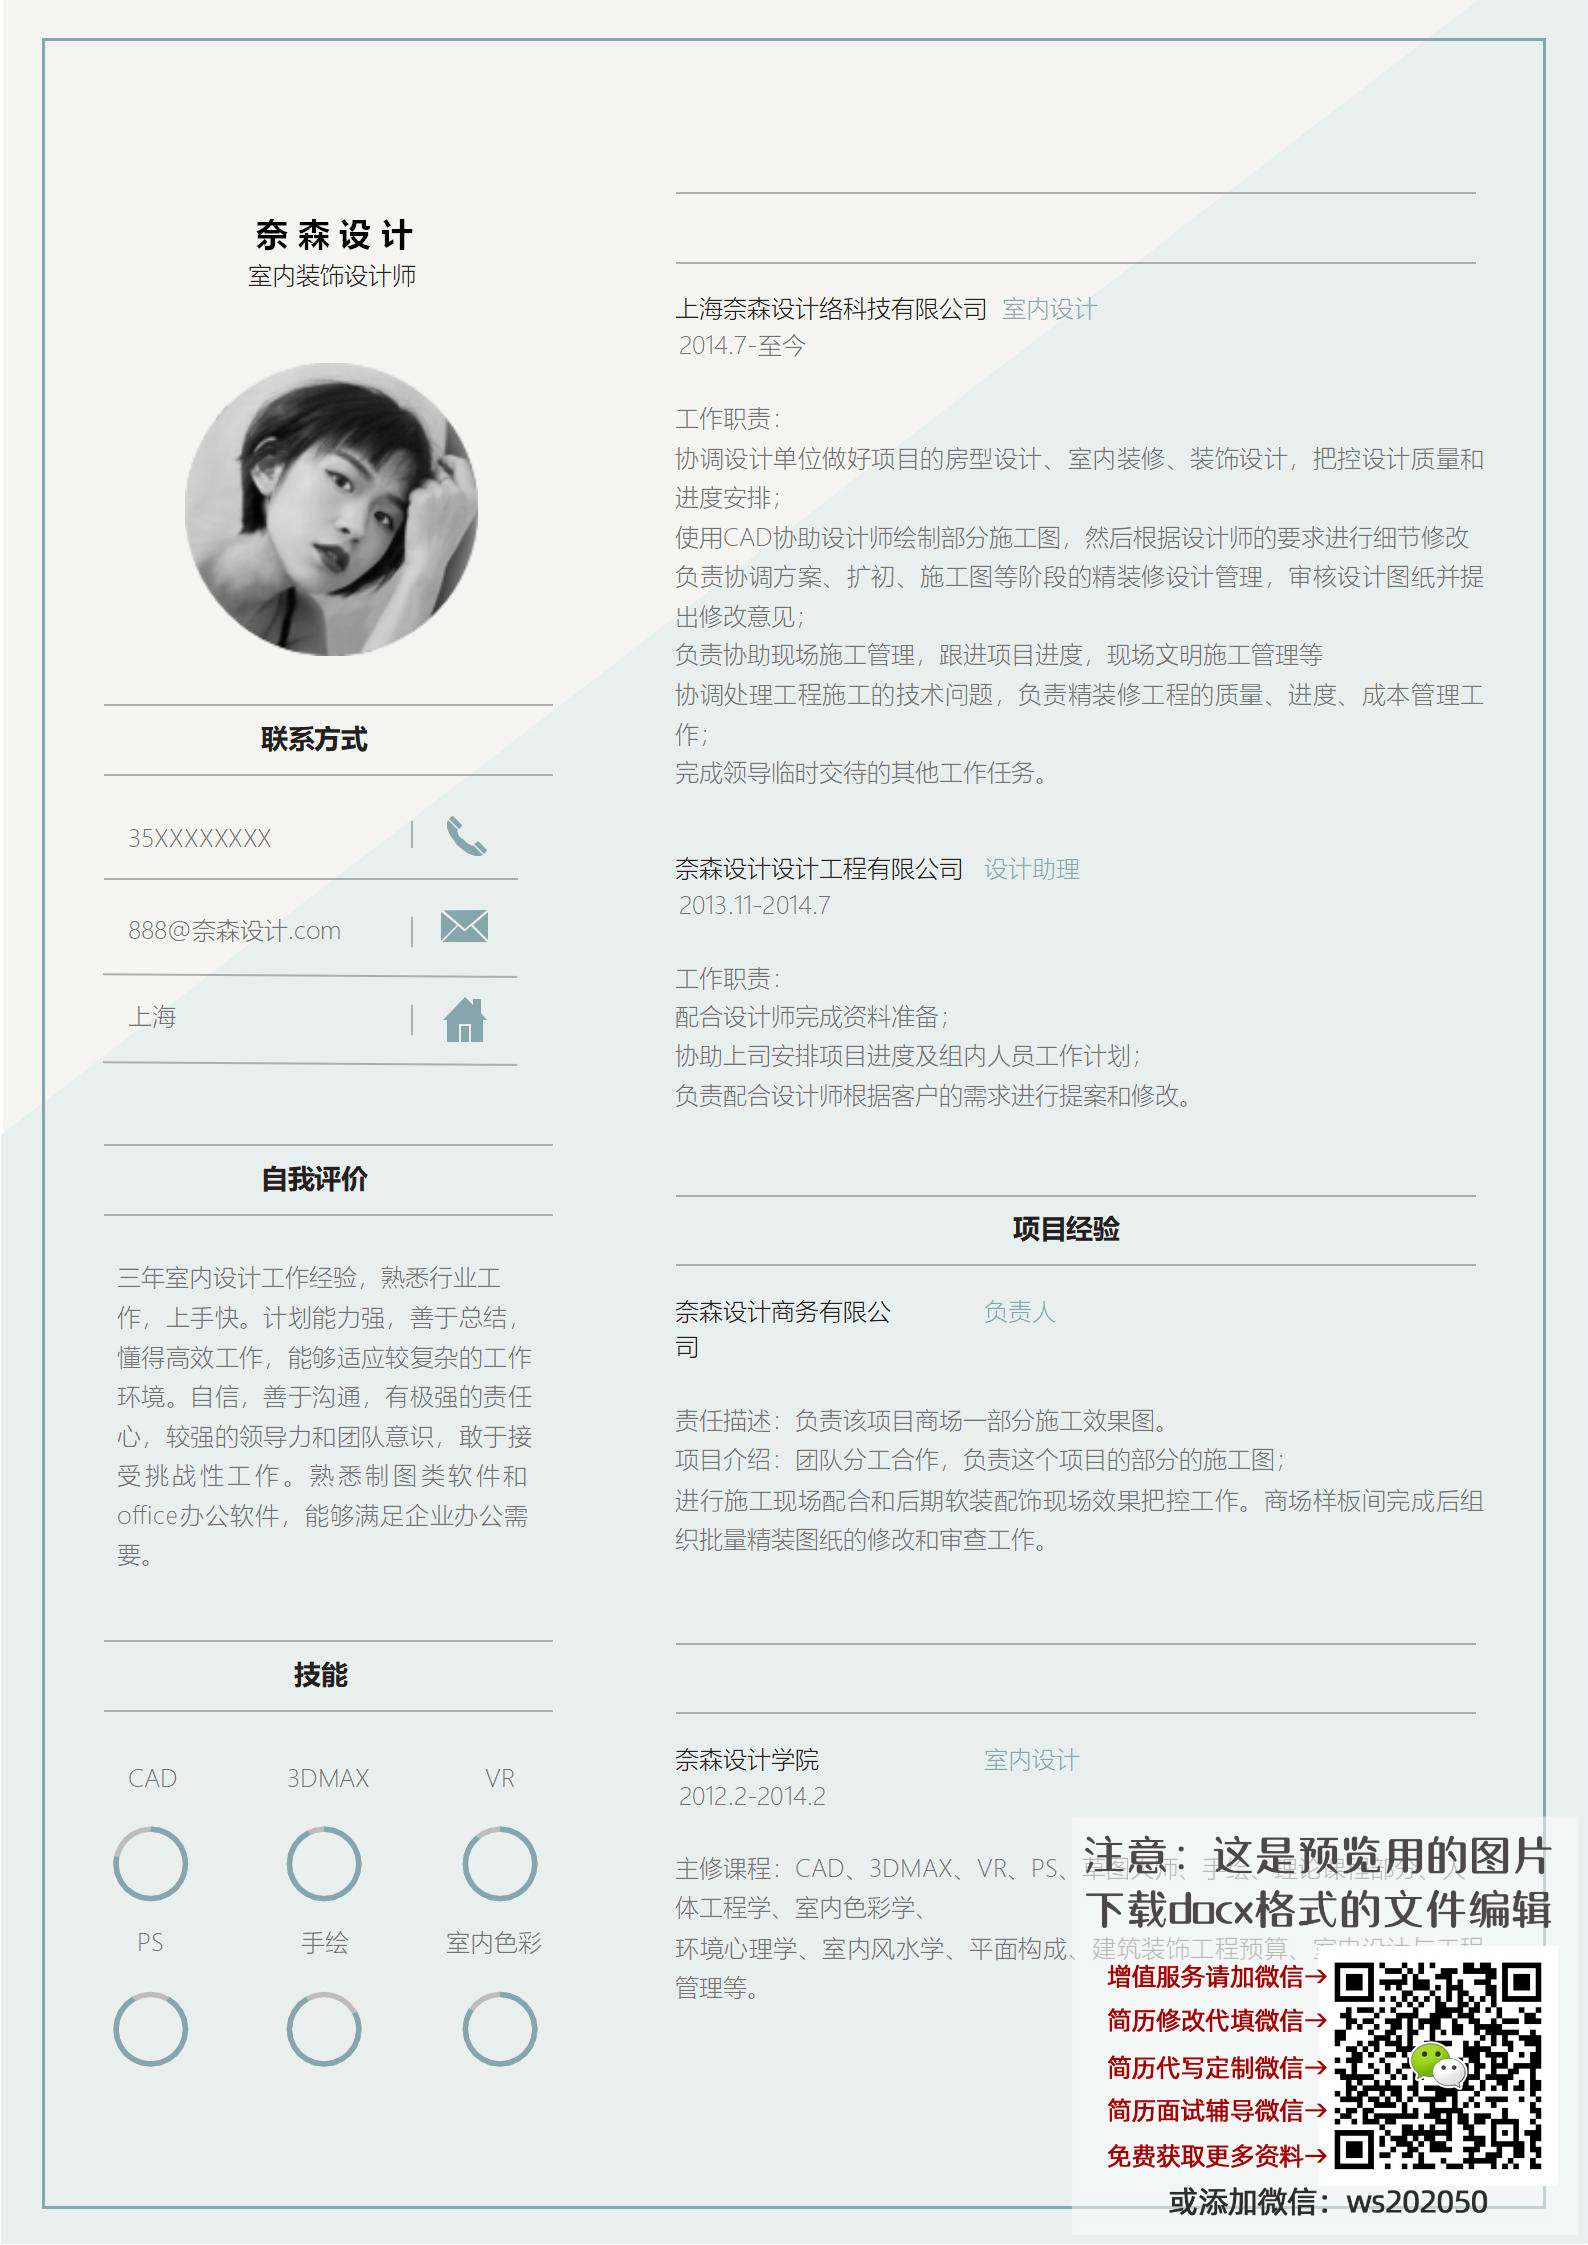 奈森设计
室内装饰设计师
联系方式
35XXXXXXXX
888@奈森设计.com
上海
自我评价
三年室内设计工作经验，熟悉行业工
作，上手快。计划能力强，善于总结，
懂得高效工作，能够适应较复杂的工作
环境。自信，善于沟通，有极强的责任
心，较强的领导力和团队意识，敢于接
受挑战性工作。熟悉制图类软件和
office办公软件，能够满足企业办公需
要。
技能
CAD 3DMAX VR
PS 手绘 室内色彩
上海奈森设计络科技有限公司 室内设计
2014.7-至今
工作职责：
协调设计单位做好项目的房型设计、室内装修、装饰设计，把控设计质量和
进度安排；
使用CAD协助设计师绘制部分施工图，然后根据设计师的要求进行细节修改
负责协调方案、扩初、施工图等阶段的精装修设计管理，审核设计图纸并提
出修改意见；
负责协助现场施工管理，跟进项目进度，现场文明施工管理等
协调处理工程施工的技术问题，负责精装修工程的质量、进度、成本管理工
作；
完成领导临时交待的其他工作任务。
奈森设计设计工程有限公司 设计助理
2013.11-2014.7
工作职责：
配合设计师完成资料准备；
协助上司安排项目进度及组内人员工作计划；
负责配合设计师根据客户的需求进行提案和修改。
项目经验
奈森设计商务有限公 负责人
司
责任描述：负责该项目商场一部分施工效果图。
项目介绍：团队分工合作，负责这个项目的部分的施工图；
进行施工现场配合和后期软装配饰现场效果把控工作。商场样板间完成后组
织批量精装图纸的修改和审查工作。
奈森设计学院 室内设计
2012.2-2014.2
主修课程：CAD、3DMAX、VR、PS、草图大师、手绘、理论课程部分、人
体工程学、室内色彩学、
环境心理学、室内风水学、平面构成、建筑装饰工程预算、室内设计与工程
管理等。
注意：这是预览用的图片
下载docx格式的文件编辑
增值服务请加微信→
简历修改代填微信→
简历代写定制微信→
简历面试辅导微信→
免费获取更多资料→
或添加微信：ws202050